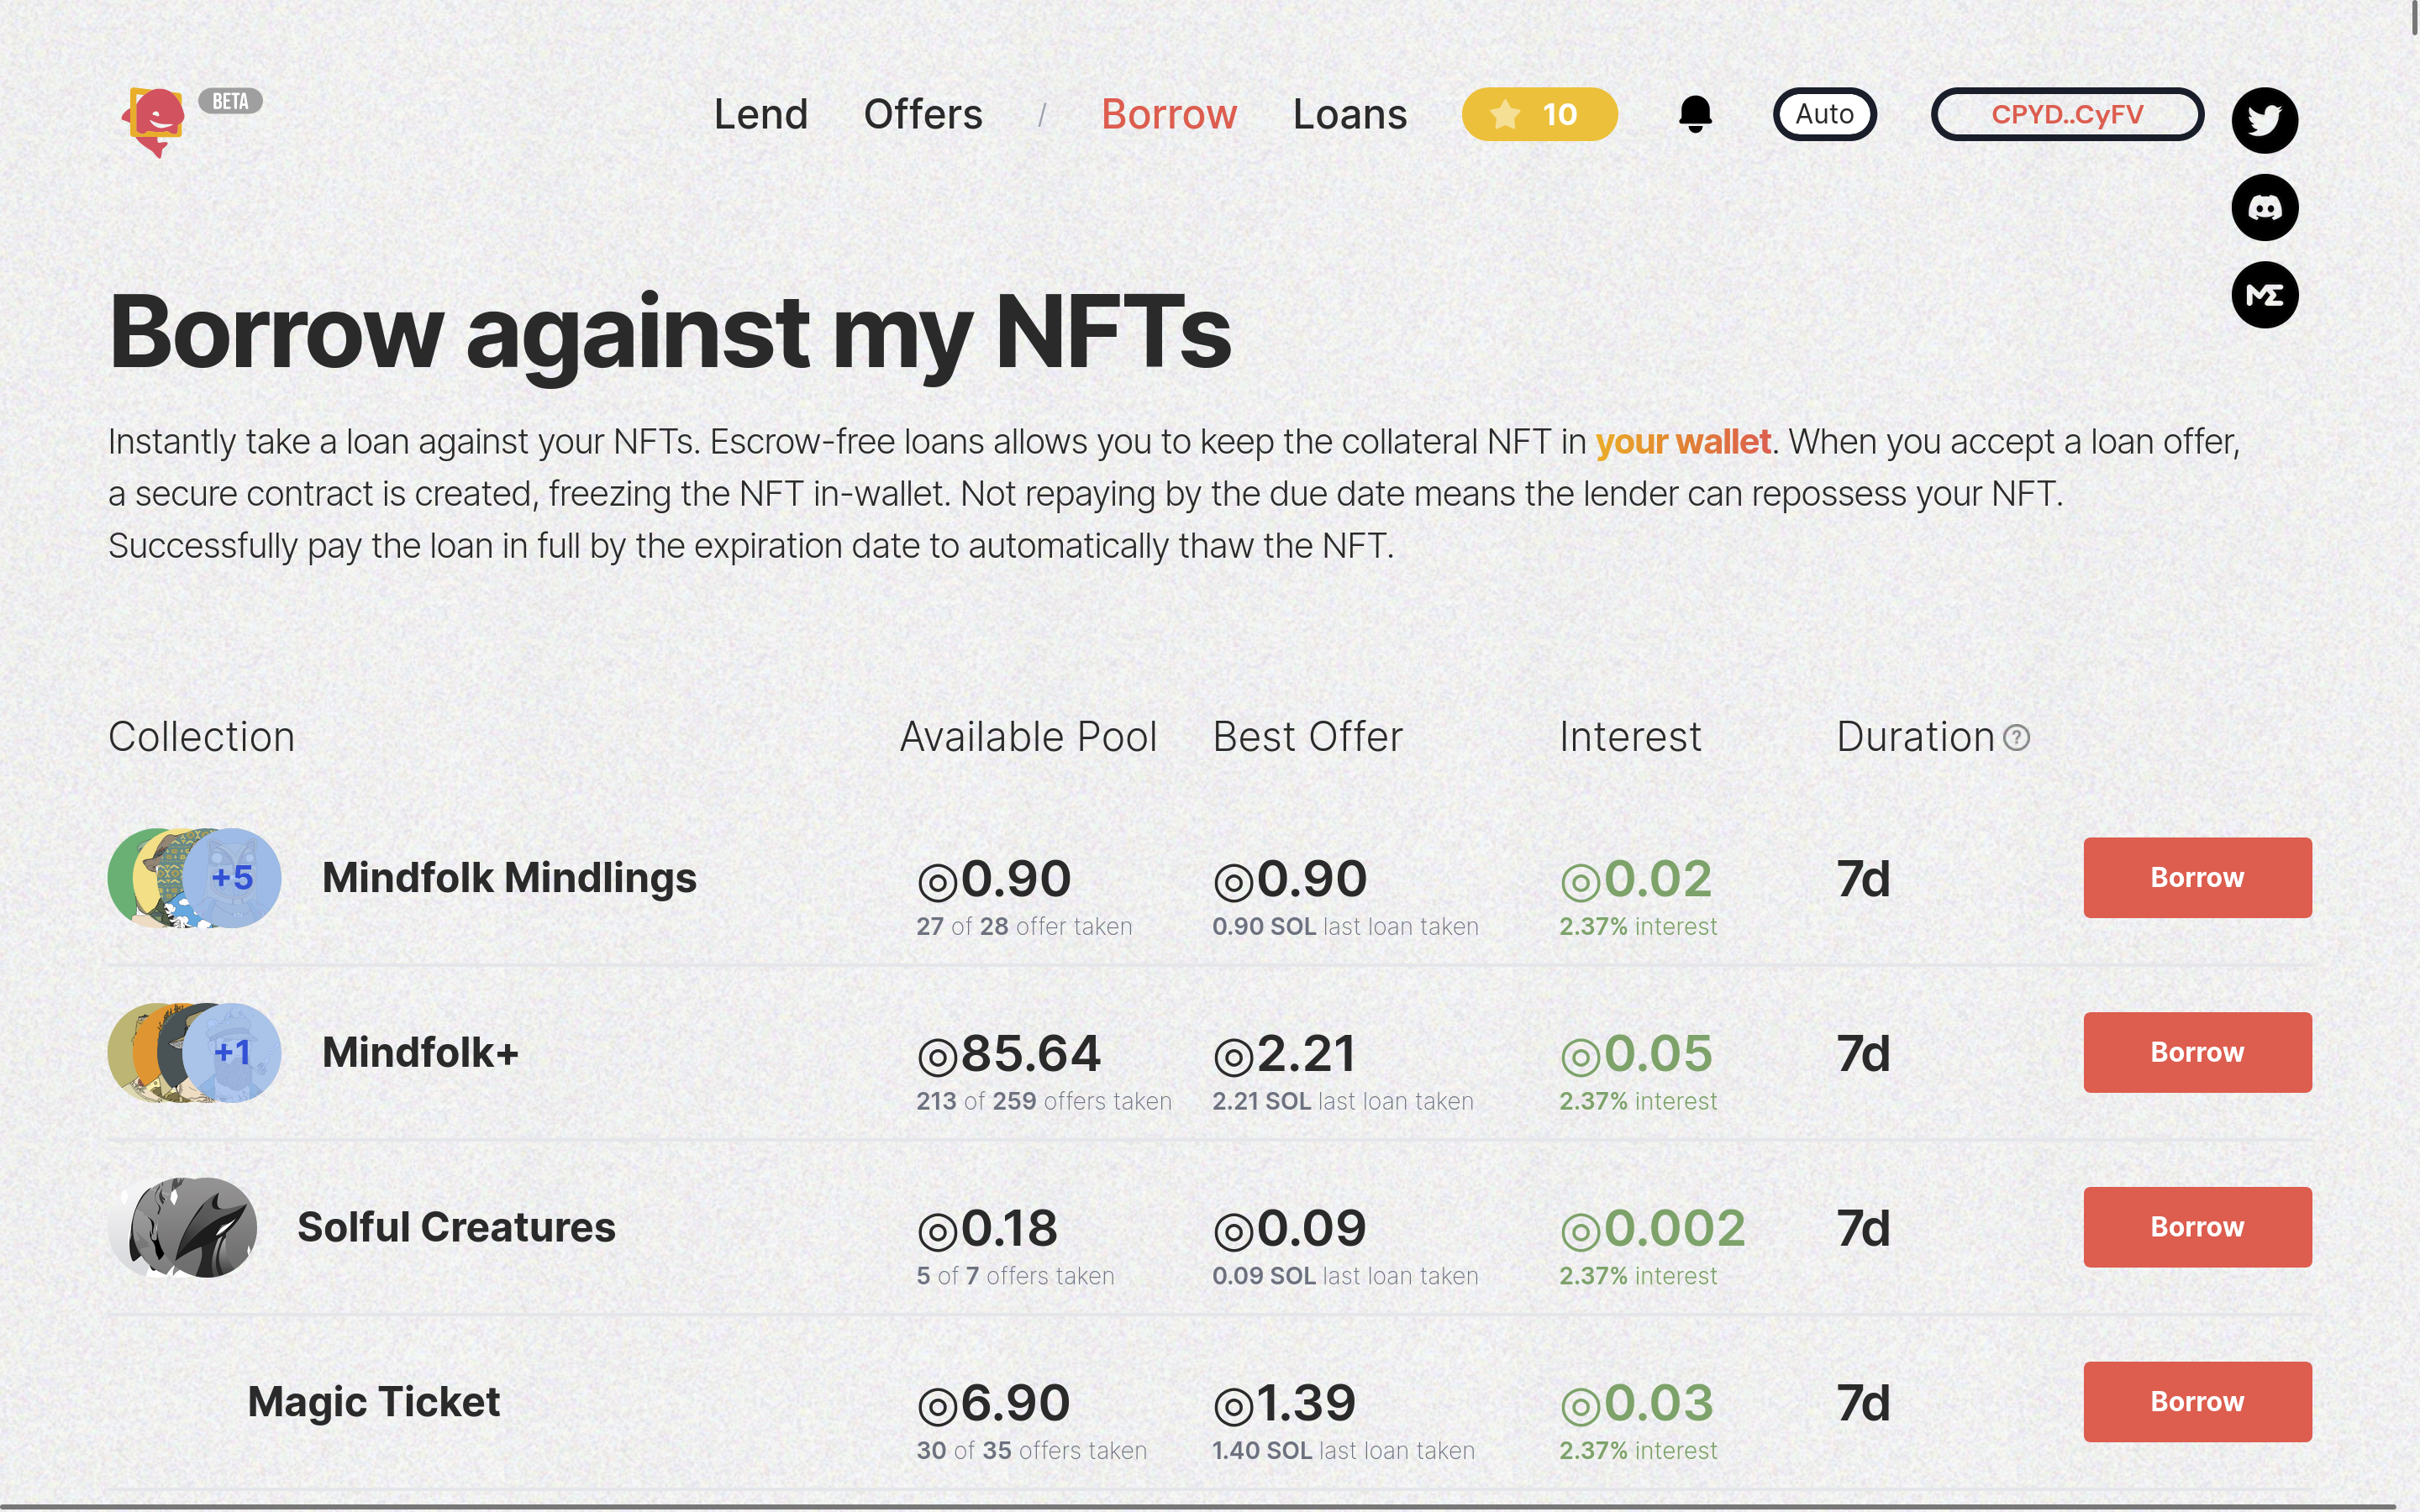 BETA
Lend Offers / Borrow Loans 10 Auto CPYD..CyFV
Borrow against my NFTs
Instantly take a loan against your NFTs. Escrow-free loans allows you to keep the collateral NFT in your wallet. When you accept a loan offer,
a secure contract is created, freezing the NFT in-wallet. Not repaying by the due date means the lender can repossess your NFT.
Successfully pay the loan in full by the expiration date to automatically thaw the NFT.
Collection Available Pool Best Offer Interest Duration ?
+5 Mindfolk Mindlings ◎0.90 ◎0.90 ◎0.02 7d Borrow
27 of 28 offer taken 0.90 SOL last loan taken 2.37% interest
+1 Mindfolk+ ◎85.64 ◎2.21 ◎0.05 7d Borrow
213 of 259 offers taken 2.21 SOL last loan taken 2.37% interest
Solful Creatures ◎0.18 ◎0.09 ◎0.002 7d Borrow
5 of 7 offers taken 0.09 SOL last loan taken 2.37% interest
Magic Ticket ◎6.90 ◎1.39 ◎0.03 7d Borrow
30 of 35 offers taken 1.40 SOL last loan taken 2.37% interest